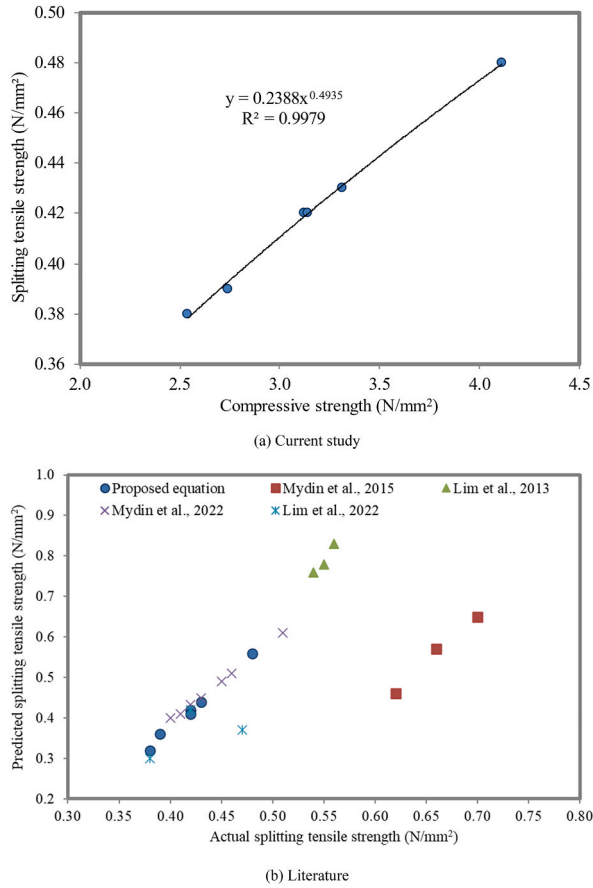 0.50
0.48
0.46
0.44
0.42
0.40
0.38
0.36
Splitting tensile strength (N/mm²)
y = 0.2388x^0.4935
R² = 0.9979
2.0 2.5 3.0 3.5 4.0 4.5
Compressive strength (N/mm²)
(a) Current study
1.0
0.9
0.8
0.7
0.6
0.5
0.4
0.3
0.2
Predicted splitting tensile strength (N/mm²)
Proposed equation Mydin et al., 2015 Lim et al., 2013
Mydin et al., 2022 Lim et al., 2022
0.30 0.35 0.40 0.45 0.50 0.55 0.60 0.65 0.70 0.75 0.80
Actual splitting tensile strength (N/mm²)
(b) Literature